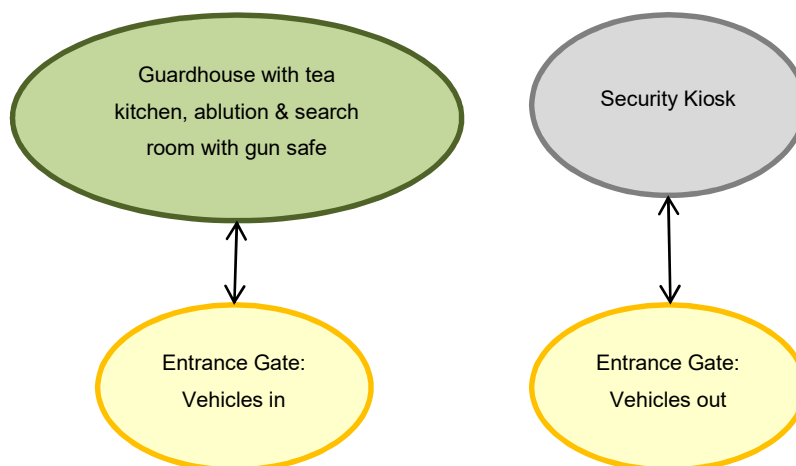 Guardhouse with tea
kitchen, ablution & search
room with gun safe
Security Kiosk
Entrance Gate:
Vehicles in
Entrance Gate:
Vehicles out